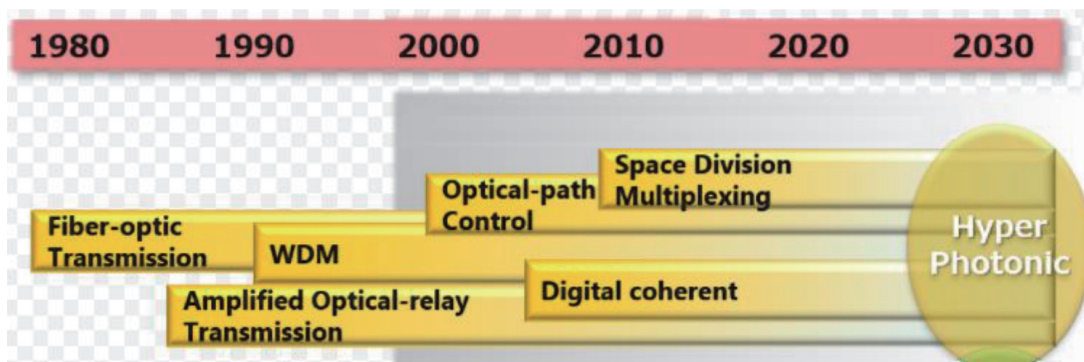 1980 1990 2000 2010 2020 2030
Space Division
Multiplexing
Optical-path
Control
Fiber-optic
Transmission
WDM
Hyper
Photonic
Digital coherent
Amplified Optical-relay
Transmission